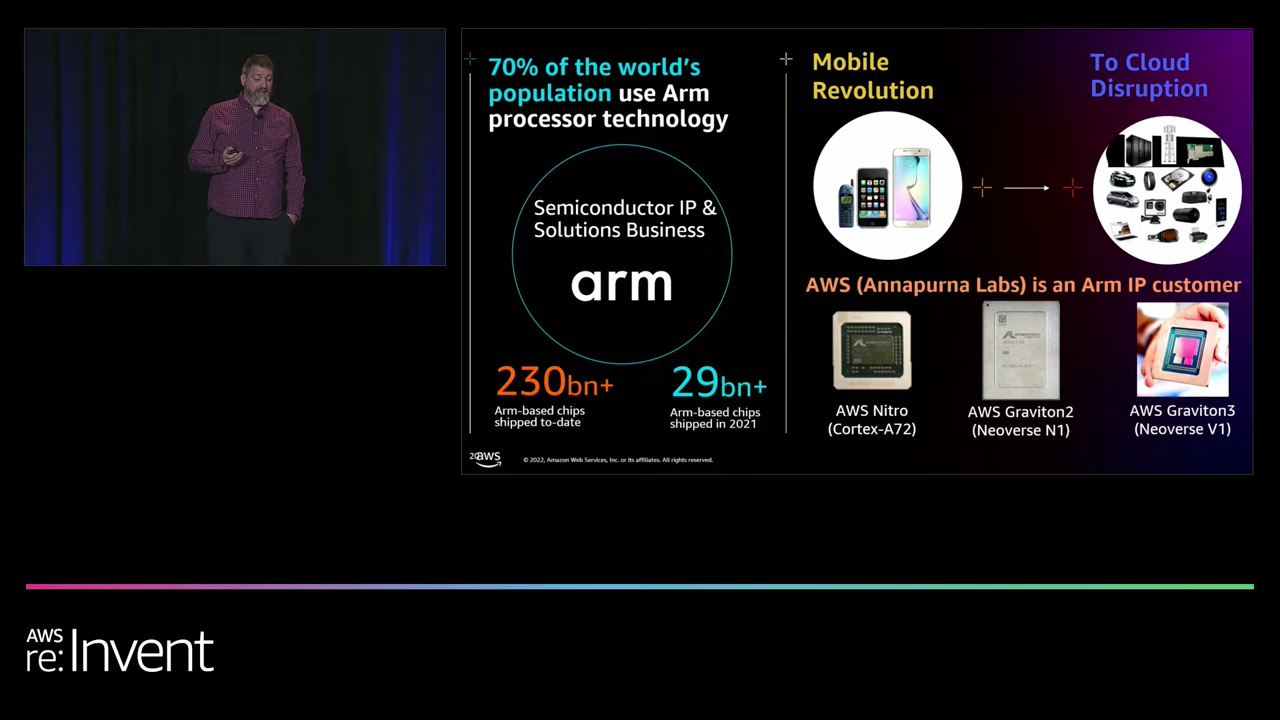 70% of the world's
population use Arm
processor technology
Semiconductor IP &
Solutions Business
arm
230bn+
Arm-based chips
shipped to-date
29bn+
Arm-based chips
shipped in 2021
Mobile
Revolution
To Cloud
Disruption
AWS (Annapurna Labs) is an Arm IP customer
AWS Nitro
(Cortex-A72)
AWS Graviton2
(Neoverse N1)
AWS Graviton3
(Neoverse V1)
20
aws
© 2022, Amazon Web Services, Inc. or its affiliates. All rights reserved.
AWS
re:Invent